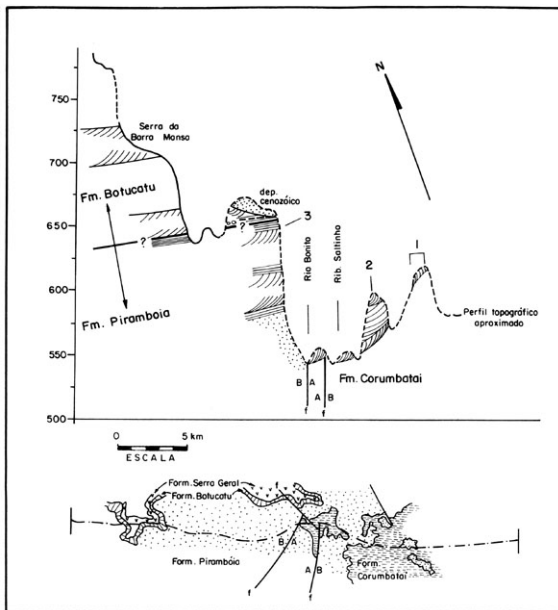 N
750
700
650
600
550
500
Serra da
Barra Mansa
Fm. Botucatu
?
?
Fm. Piramboia
dep.
cenozóico
3
Rio Bonito
Rib. Saltinho
2
1
Perfil topográfico
aproximado
Fm. Corumbatai
B A
A B
f f
0 5 km
ESCALA
Form. Serra Geral
Form. Botucatu
f
B A
A B
Form. Pirambóia
Form.
Corumbatai
f
f